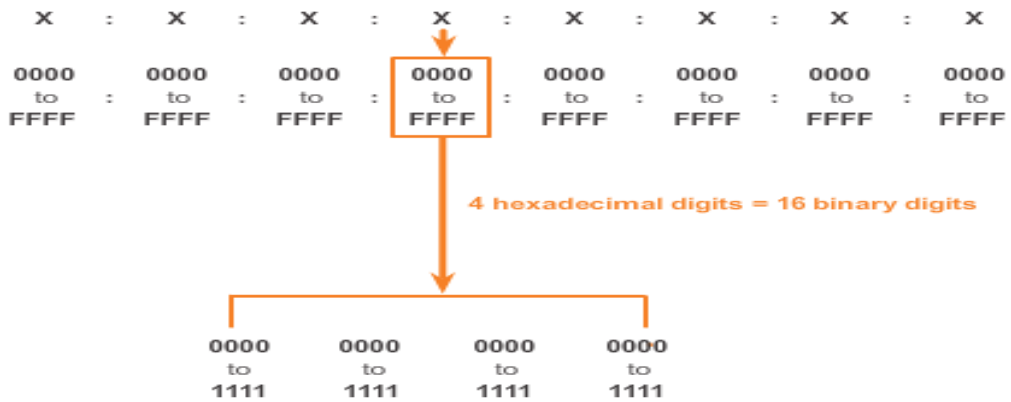 X : X : X : X : X : X : X : X
0000 0000 0000 0000 0000 0000 0000 0000
to : to : to : to : to : to : to : to
FFFF FFFF FFFF FFFF FFFF FFFF FFFF FFFF
4 hexadecimal digits = 16 binary digits
0000 0000 0000 0000
to to to to
1111 1111 1111 1111